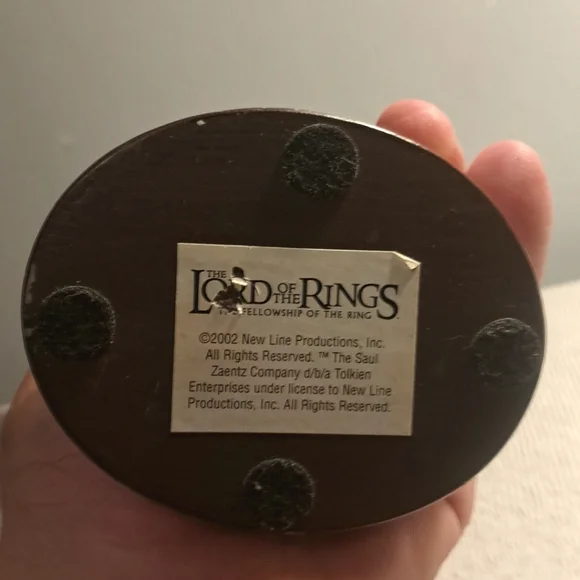 THE
LORD OF THE RINGS
THE FELLOWSHIP OF THE RING
©2002 New Line Productions, Inc.
All Rights Reserved. ™ The Saul
Zaentz Company d/b/a Tolkien
Enterprises under license to New Line
Productions, Inc. All Rights Reserved.